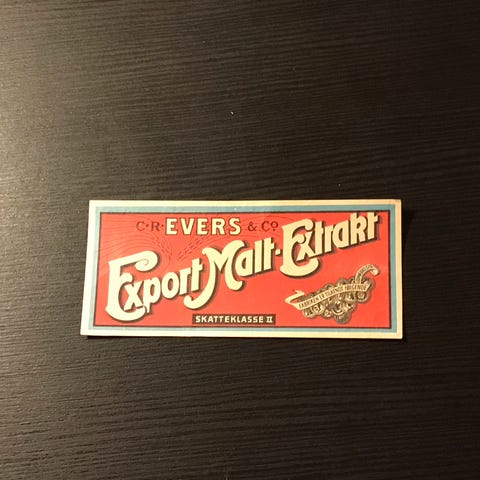 C·R·EVERS & Co
Export Malt-Extrakt
SKATTEKLASSE II